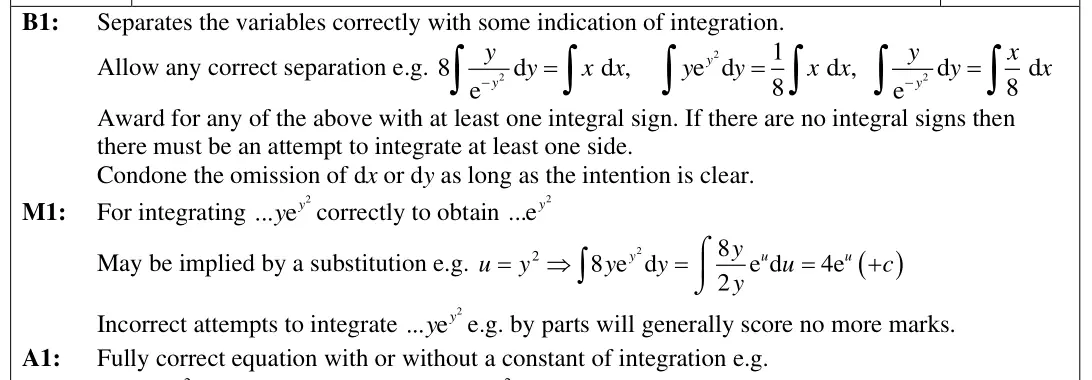 B1: Separates the variables correctly with some indication of integration.
Allow any correct separation e.g. 8∫ y/e^(−y²) dy = ∫ x dx, ∫ ye^(y²) dy = 1/8 ∫ x dx, ∫ y/e^(−y²) dy = ∫ x/8 dx
Award for any of the above with at least one integral sign. If there are no integral signs then
there must be an attempt to integrate at least one side.
Condone the omission of dx or dy as long as the intention is clear.
M1: For integrating ...ye^(y²) correctly to obtain ...e^(y²)
May be implied by a substitution e.g. u = y² ⇒ ∫ 8ye^(y²) dy = ∫ 8y/2y e^u du = 4e^u (+c)
Incorrect attempts to integrate ...ye^(y²) e.g. by parts will generally score no more marks.
A1: Fully correct equation with or without a constant of integration e.g.